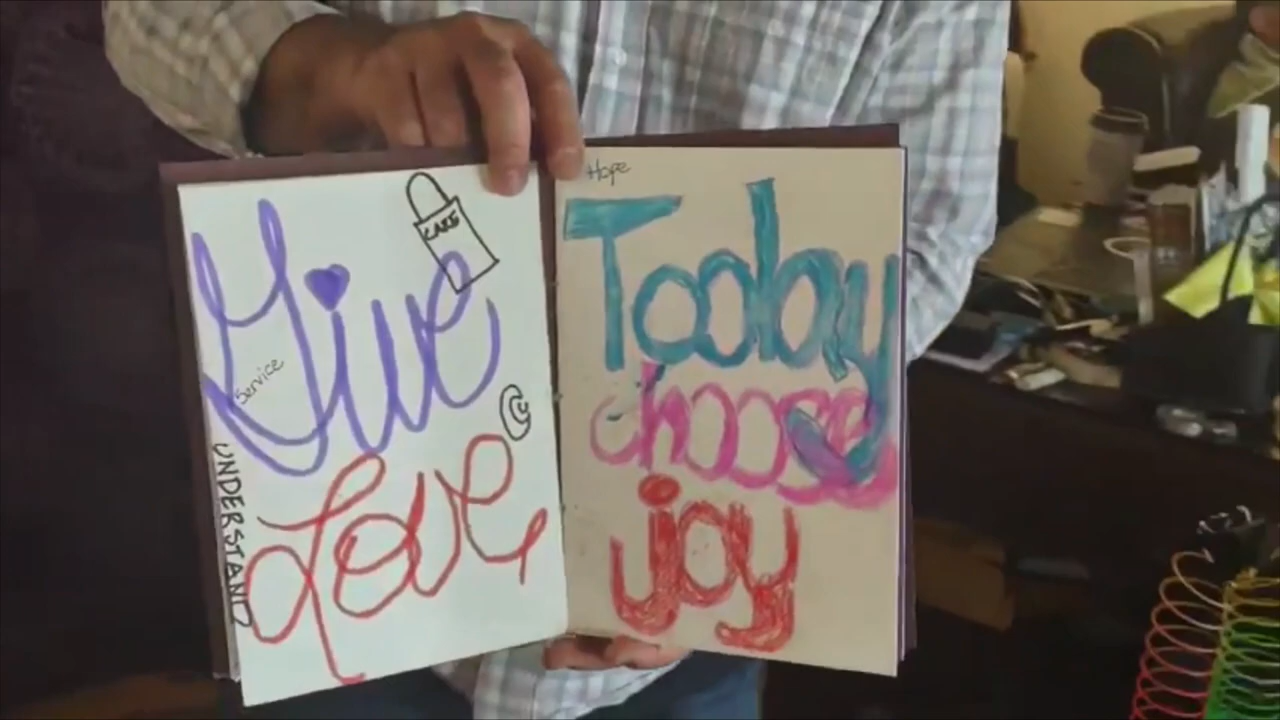 CARE
Give
Service
Love
UNDERSTAND
Hope
Today
choose
joy